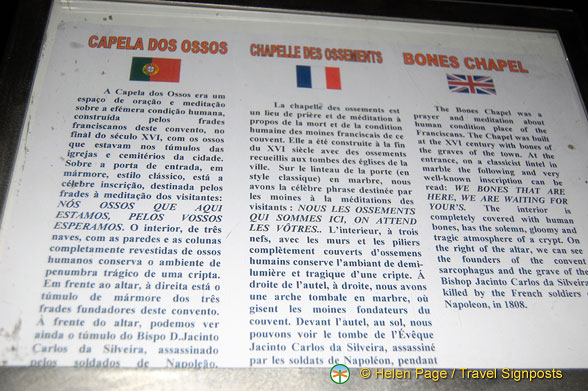 CAPELA DOS OSSOS
A Capela dos Ossos era um
espaço de oração e meditação
sobre a efémera condição humana,
construída pelos frades
franciscanos deste convento, no
final do século XVI, com os ossos
que estavam nos túmulos das
igrejas e cemitérios da cidade.
Sobre a porta de entrada, em
mármore, estilo clássico, está a
célebre inscrição, destinada pelos
frades à meditação dos visitantes:
NÓS OSSOS QUE AQUI
ESTAMOS, PELOS VOSSOS
ESPERAMOS. O interior, de três
naves, com as paredes e as colunas
completamente revestidas de ossos
humanos conserva o ambiente de
penumbra trágico de uma cripta.
Em frente ao altar, à direita está o
túmulo de mármore dos três
frades fundadores deste convento.
À frente do altar, podemos ver
ainda o túmulo do Bispo D.Jacinto
Carlos da Silveira, assassinado
pelos soldados de Napoleão,
CHAPELLE DES OSSEMENTS
La chapelle des ossements est
un lieu de prière et de méditation à
propos de la mort et de la condition
humaine des moines franciscais de ce
couvent. Elle a été construite à la fin
du XVI siècle avec des ossements
recueillis aux tombes des églises de la
ville. Sur le linteau de la porte (en
style classique) en marbre, nous
avons la célèbre phrase destinée par
les moines à la méditations des
visiteurs : NOUS LES OSSEMENTS
QUI SOMMES ICI, ON ATTEND
LES VÔTRES.. L'interieur, à trois
nefs, avec les murs et les piliers
complètement couverts d'ossements
humains conserve l'ambiant de demi-
lumière et tragique d'une cripte. À
droite de l'autel, à droite, nous avons
une arche tombale en marbre, où
gisent les moines fondateurs du
couvent. Devant l'autel, au sol, nous
pouvons voir le tombe de l'Évêque
Jacinto Carlos da Silveira, assassiné
par les soldats de Napoléon, pendant
BONES CHAPEL
The Bones Chapel was a
prayer and meditation about
human condition place of the
Franciscans. The Chapel was built
at the XVI century with bones of
the graves of the town. At the
entrance, on a classicist lintel in
marble the following and very
well-known inscription can be
read: WE BONES THAT ARE
HERE, WE ARE WAITING FOR
YOUR'S. The interior is
completely covered with human
bones, has the solemn, gloomy and
tragic atmosphere of a crypt. On
the right of the altar, we can see
the founders of the convent
sarcophagus and the grave of the
Bishop Jacinto Carlos da Silveira
killed by the French soldiers
Napoleon, in 1808.
© Helen Page / Travel Signposts